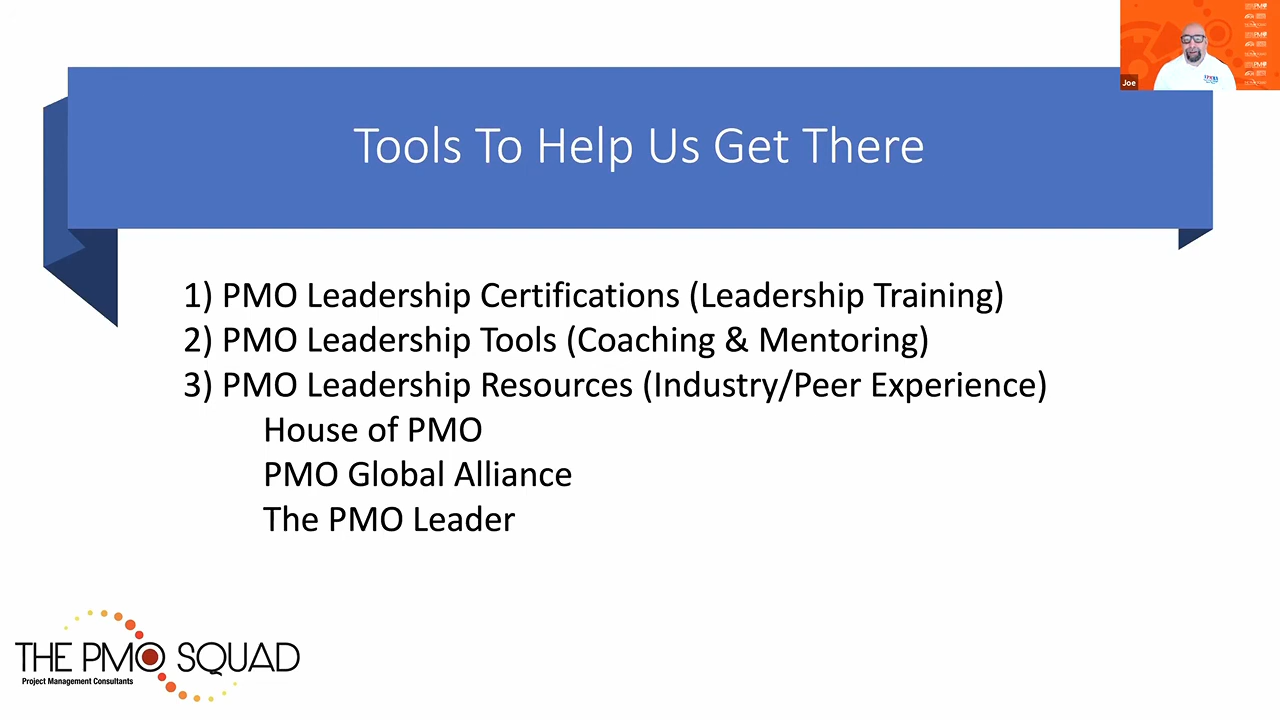 Joe
Tools To Help Us Get There
1) PMO Leadership Certifications (Leadership Training)
2) PMO Leadership Tools (Coaching & Mentoring)
3) PMO Leadership Resources (Industry/Peer Experience)
House of PMO
PMO Global Alliance
The PMO Leader
THE PMO SQUAD
Project Management Consultants